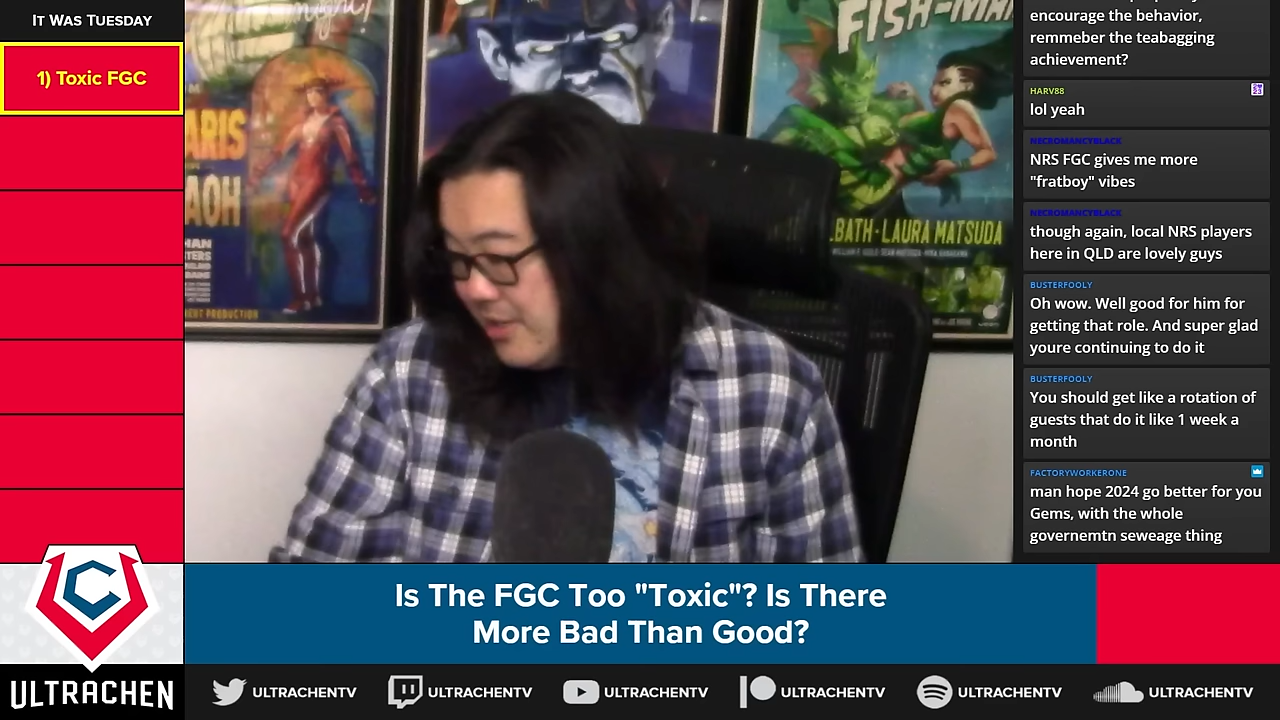 IT WAS TUESDAY
1) Toxic FGC
ARIS
AOH
FISH-MA
BATH · LAURA MATSUDA
encourage the behavior,
remmeber the teabagging
achievement?
HARV88
lol yeah
NECROMANCYBLACK
NRS FGC gives me more
"fratboy" vibes
NECROMANCYBLACK
though again, local NRS players
here in QLD are lovely guys
BUSTERFOOLY
Oh wow. Well good for him for
getting that role. And super glad
youre continuing to do it
BUSTERFOOLY
You should get like a rotation of
guests that do it like 1 week a
month
FACTORYWORKERONE
man hope 2024 go better for you
Gems, with the whole
governemtn seweage thing
Is The FGC Too "Toxic"? Is There
More Bad Than Good?
ULTRACHEN
ULTRACHENTV
ULTRACHENTV
ULTRACHENTV
ULTRACHENTV
ULTRACHENTV
ULTRACHENTV